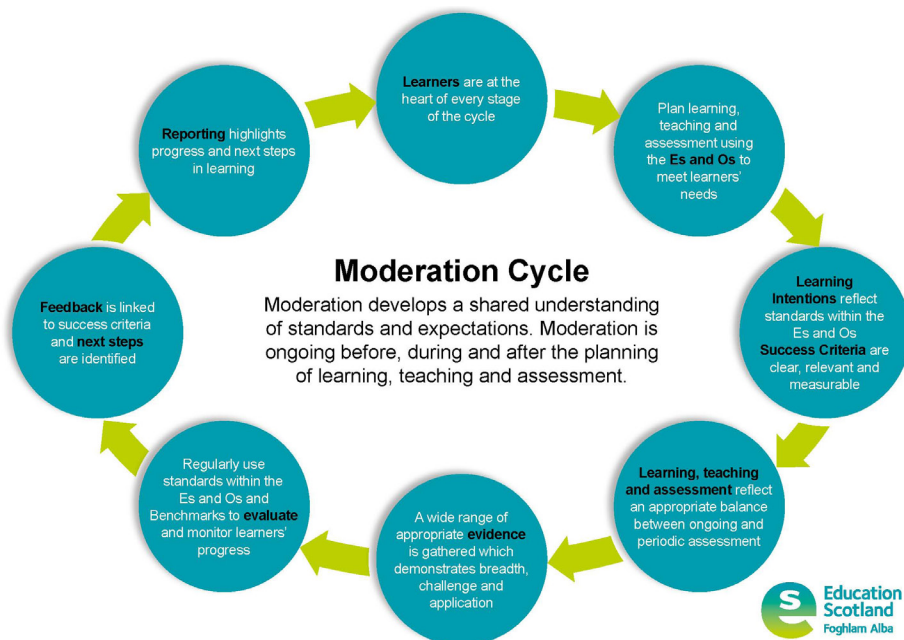 Learners are at the
heart of every stage
of the cycle
Plan learning,
teaching and
assessment using
the Es and Os to
meet learners'
needs
Learning
Intentions reflect
standards within the
Es and Os
Success Criteria are
clear, relevant and
measurable
Learning, teaching
and assessment reflect
an appropriate balance
between ongoing and
periodic assessment
A wide range of
appropriate evidence
is gathered which
demonstrates breadth,
challenge and
application
Regularly use
standards within the
Es and Os and
Benchmarks to evaluate
and monitor learners'
progress
Feedback is linked
to success criteria
and next steps
are identified
Reporting highlights
progress and next steps
in learning
Moderation Cycle
Moderation develops a shared understanding
of standards and expectations. Moderation is
ongoing before, during and after the planning
of learning, teaching and assessment.
Education
Scotland
Foghlam Alba